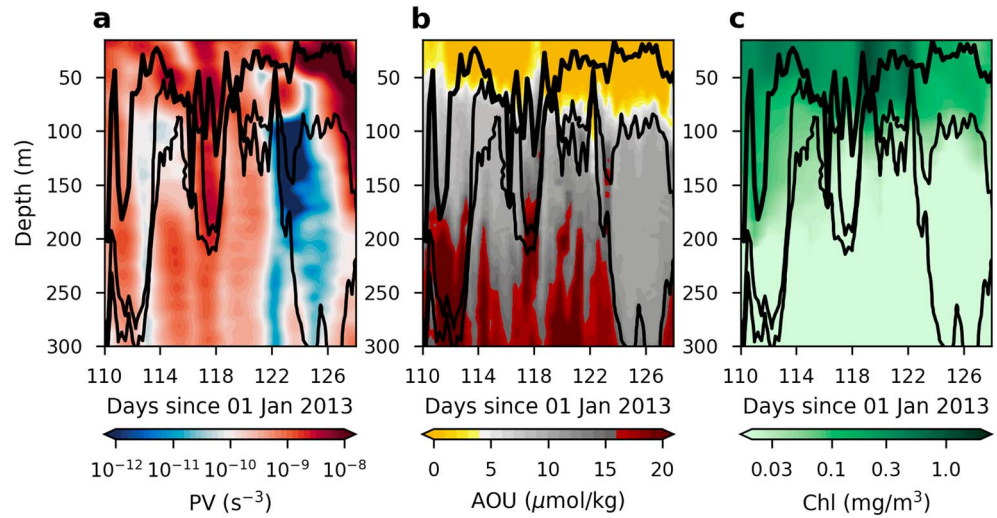 a b c
Depth (m)
50 50 50
100 100 100
150 150 150
200 200 200
250 250 250
300 300 300
110 114 118 122 126 110 114 118 122 126 110 114 118 122 126
Days since 01 Jan 2013 Days since 01 Jan 2013 Days since 01 Jan 2013
10⁻¹² 10⁻¹¹ 10⁻¹⁰ 10⁻⁹ 10⁻⁸ 0 5 10 15 20 0.03 0.1 0.3 1.0
PV (s⁻³) AOU (μmol/kg) Chl (mg/m³)